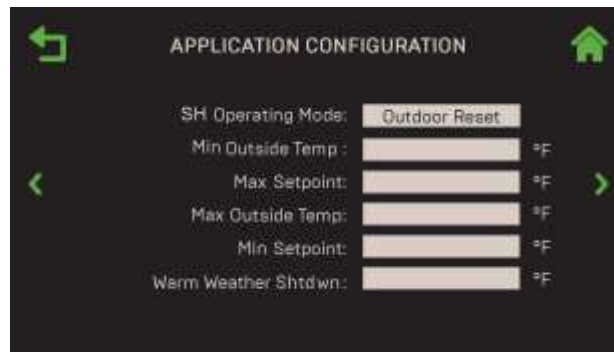 APPLICATION CONFIGURATION
SH Operating Mode: Outdoor Reset
Min Outside Temp : °F
Max Setpoint: °F
Max Outside Temp: °F
Min Setpoint: °F
Warm Weather Shtdwn: °F